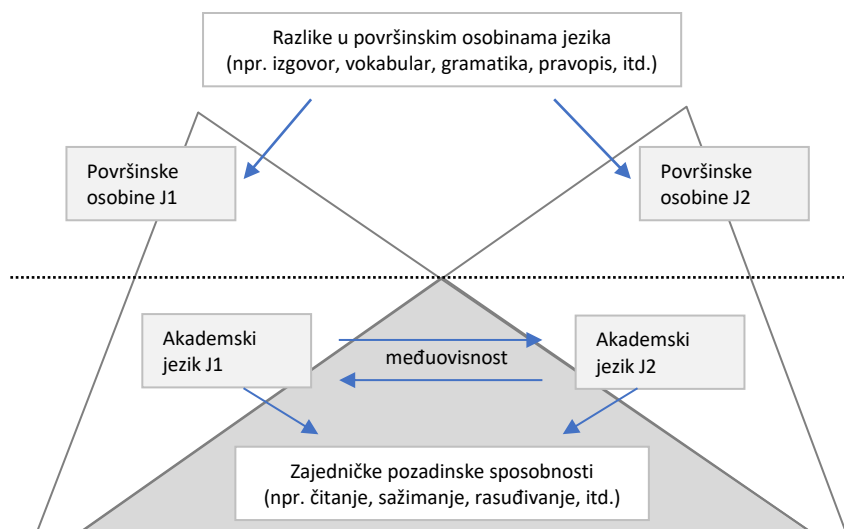 Razlike u površinskim osobinama jezika
(npr. izgovor, vokabular, gramatika, pravopis, itd.)
Površinske
osobine J1
Površinske
osobine J2
Akademski
jezik J1
međuovisnost
Akademski
jezik J2
Zajedničke pozadinske sposobnosti
(npr. čitanje, sažimanje, rasuđivanje, itd.)